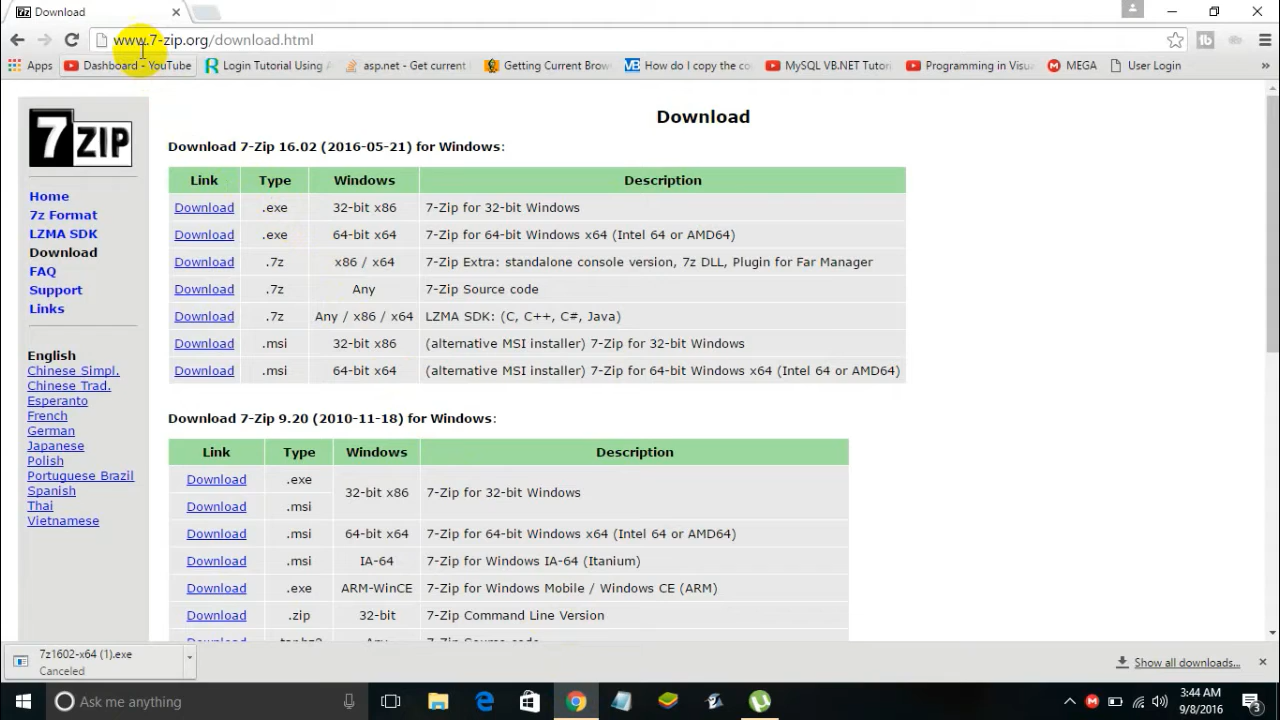 Download
www.7-zip.org/download.html
Apps Dashboard - YouTube Login Tutorial Using asp.net - Get current Getting Current Brow How do I copy the co MySQL VB.NET Tutor Programming in Visu MEGA User Login »
7 ZIP
Home
7z Format
LZMA SDK
Download
FAQ
Support
Links
English
Chinese Simpl.
Chinese Trad.
Esperanto
French
German
Japanese
Polish
Portuguese Brazil
Spanish
Thai
Vietnamese
Download
Download 7-Zip 16.02 (2016-05-21) for Windows:
Link Type Windows Description
Download .exe 32-bit x86 7-Zip for 32-bit Windows
Download .exe 64-bit x64 7-Zip for 64-bit Windows x64 (Intel 64 or AMD64)
Download .7z x86 / x64 7-Zip Extra: standalone console version, 7z DLL, Plugin for Far Manager
Download .7z Any 7-Zip Source code
Download .7z Any / x86 / x64 LZMA SDK: (C, C++, C#, Java)
Download .msi 32-bit x86 (alternative MSI installer) 7-Zip for 32-bit Windows
Download .msi 64-bit x64 (alternative MSI installer) 7-Zip for 64-bit Windows x64 (Intel 64 or AMD64)
Download 7-Zip 9.20 (2010-11-18) for Windows:
Link Type Windows Description
Download .exe 32-bit x86 7-Zip for 32-bit Windows
Download .msi
Download .msi 64-bit x64 7-Zip for 64-bit Windows x64 (Intel 64 or AMD64)
Download .msi IA-64 7-Zip for Windows IA-64 (Itanium)
Download .exe ARM-WinCE 7-Zip for Windows Mobile / Windows CE (ARM)
Download .zip 32-bit 7-Zip Command Line Version
Download .tar.bz2 Any 7-Zip Source code
7z1602-x64 (1).exe
Canceled
Show all downloads...
Ask me anything
3:44 AM
9/8/2016
3